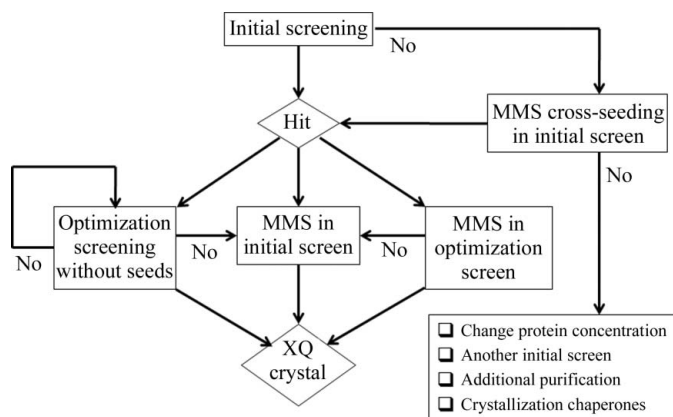 Initial screening
No
Hit
MMS cross-seeding
in initial screen
No
Optimization
screening
without seeds
No
No
MMS in
initial screen
No
MMS in
optimization
screen
XQ
crystal
❑ Change protein concentration
❑ Another initial screen
❑ Additional purification
❑ Crystallization chaperones